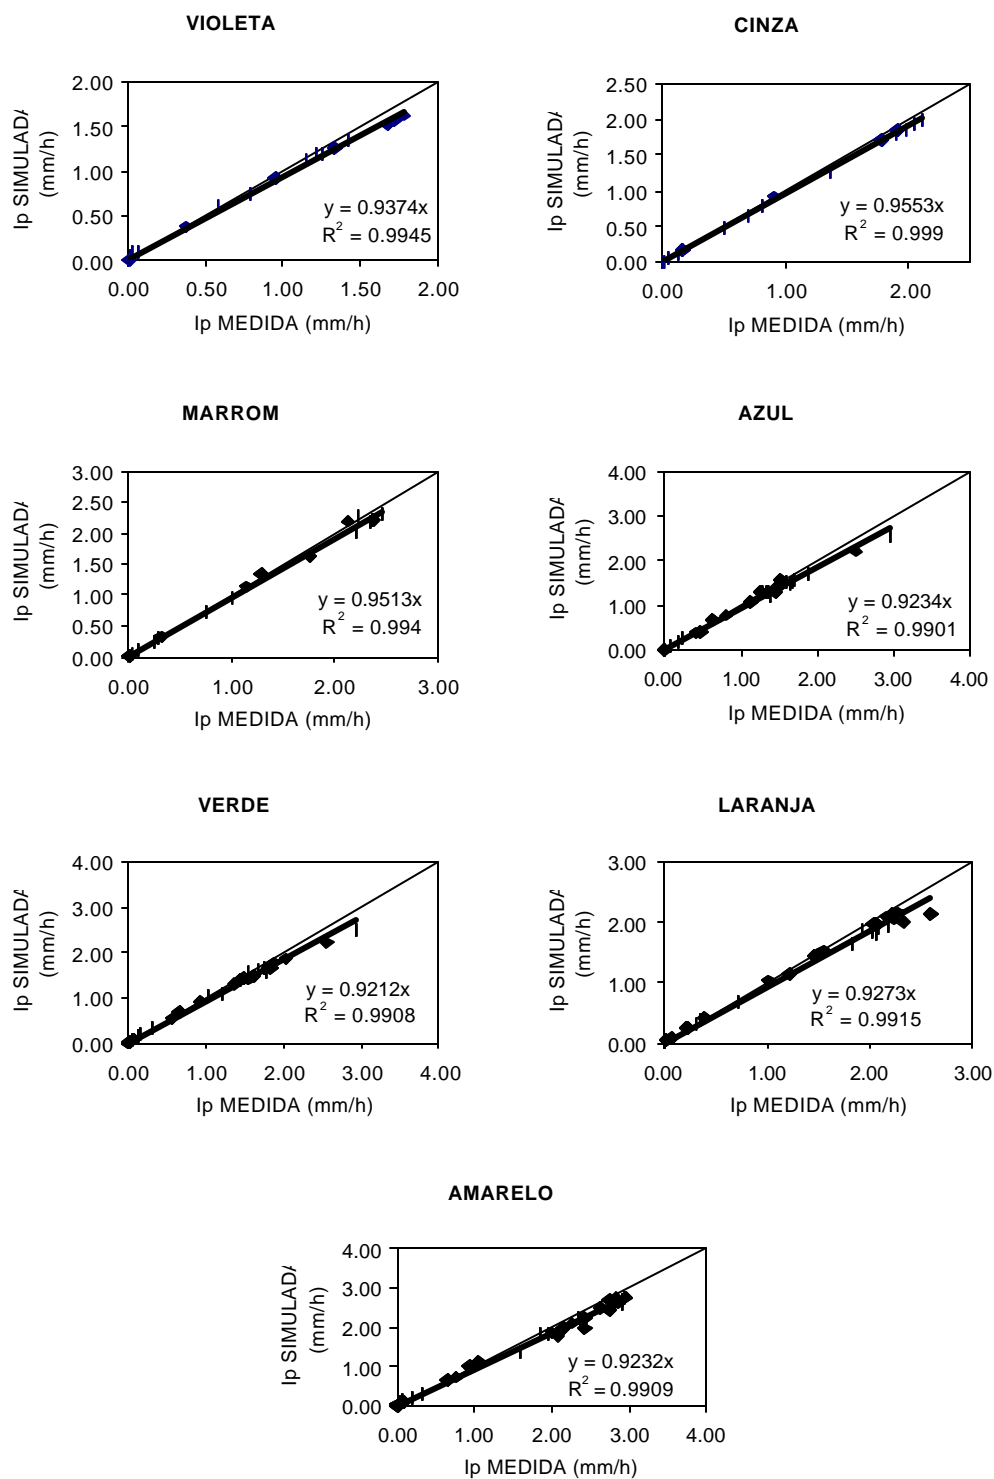 VIOLETA
Ip SIMULADA
(mm/h)
2.00
1.50
1.00
0.50
0.00
y = 0.9374x
R2 = 0.9945
0.00 0.50 1.00 1.50 2.00
Ip MEDIDA (mm/h)
CINZA
Ip SIMULADA
(mm/h)
2.50
2.00
1.50
1.00
0.50
0.00
y = 0.9553x
R2 = 0.999
0.00 1.00 2.00
Ip MEDIDA (mm/h)
MARROM
Ip SIMULADA
(mm/h)
3.00
2.50
2.00
1.50
1.00
0.50
0.00
y = 0.9513x
R2 = 0.994
0.00 1.00 2.00 3.00
Ip MEDIDA (mm/h)
AZUL
Ip SIMULADA
(mm/h)
4.00
3.00
2.00
1.00
0.00
y = 0.9234x
R2 = 0.9901
0.00 1.00 2.00 3.00 4.00
Ip MEDIDA (mm/h)
VERDE
Ip SIMULADA
(mm/h)
4.00
3.00
2.00
1.00
0.00
y = 0.9212x
R2 = 0.9908
0.00 1.00 2.00 3.00 4.00
Ip MEDIDA (mm/h)
LARANJA
Ip SIMULADA
(mm/h)
3.00
2.00
1.00
0.00
y = 0.9273x
R2 = 0.9915
0.00 1.00 2.00 3.00
Ip MEDIDA (mm/h)
AMARELO
Ip SIMULADA
(mm/h)
4.00
3.00
2.00
1.00
0.00
y = 0.9232x
R2 = 0.9909
0.00 1.00 2.00 3.00 4.00
Ip MEDIDA (mm/h)